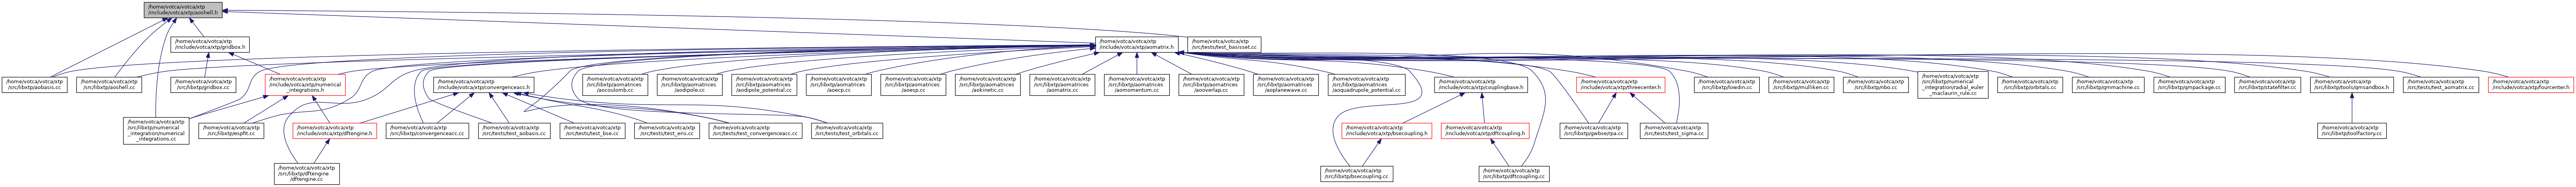 /home/votca/votca/xtp
/include/votca/xtp/aoshell.h
/home/votca/votca/xtp
/include/votca/xtp/gridbox.h
/home/votca/votca/xtp
/include/votca/xtp/aomatrix.h
/home/votca/votca/xtp
/src/tests/test_basisset.cc
/home/votca/votca/xtp
/src/libxtp/aobasis.cc
/home/votca/votca/xtp
/src/libxtp/aoshell.cc
/home/votca/votca/xtp
/src/libxtp/gridbox.cc
/home/votca/votca/xtp
/include/votca/xtp/numerical
_integrations.h
/home/votca/votca/xtp
/include/votca/xtp/convergenceacc.h
/home/votca/votca/xtp
/src/libxtp/aomatrices
/aocoulomb.cc
/home/votca/votca/xtp
/src/libxtp/aomatrices
/aodipole.cc
/home/votca/votca/xtp
/src/libxtp/aomatrices
/aodipole_potential.cc
/home/votca/votca/xtp
/src/libxtp/aomatrices
/aoecp.cc
/home/votca/votca/xtp
/src/libxtp/aomatrices
/aoesp.cc
/home/votca/votca/xtp
/src/libxtp/aomatrices
/aokinetic.cc
/home/votca/votca/xtp
/src/libxtp/aomatrices
/aomatrix.cc
/home/votca/votca/xtp
/src/libxtp/aomatrices
/aomomentum.cc
/home/votca/votca/xtp
/src/libxtp/aomatrices
/aooverlap.cc
/home/votca/votca/xtp
/src/libxtp/aomatrices
/aoplanewave.cc
/home/votca/votca/xtp
/src/libxtp/aomatrices
/aoquadrupole_potential.cc
/home/votca/votca/xtp
/include/votca/xtp/couplingbase.h
/home/votca/votca/xtp
/include/votca/xtp/threecenter.h
/home/votca/votca/xtp
/src/libxtp/lowdin.cc
/home/votca/votca/xtp
/src/libxtp/mulliken.cc
/home/votca/votca/xtp
/src/libxtp/nbo.cc
/home/votca/votca/xtp
/src/libxtp/numerical
_integration/radial_euler
_maclaurin_rule.cc
/home/votca/votca/xtp
/src/libxtp/orbitals.cc
/home/votca/votca/xtp
/src/libxtp/qmmachine.cc
/home/votca/votca/xtp
/src/libxtp/qmpackage.cc
/home/votca/votca/xtp
/src/libxtp/statefilter.cc
/home/votca/votca/xtp
/src/libxtp/tools/qmsandbox.h
/home/votca/votca/xtp
/src/tests/test_aomatrix.cc
/home/votca/votca/xtp
/include/votca/xtp/fourcenter.h
/home/votca/votca/xtp
/src/libxtp/numerical
_integration/numerical
_integrations.cc
/home/votca/votca/xtp
/src/libxtp/espfit.cc
/home/votca/votca/xtp
/include/votca/xtp/dftengine.h
/home/votca/votca/xtp
/src/libxtp/convergenceacc.cc
/home/votca/votca/xtp
/src/tests/test_aobasis.cc
/home/votca/votca/xtp
/src/tests/test_bse.cc
/home/votca/votca/xtp
/src/tests/test_eris.cc
/home/votca/votca/xtp
/src/tests/test_convergenceacc.cc
/home/votca/votca/xtp
/src/tests/test_orbitals.cc
/home/votca/votca/xtp
/include/votca/xtp/bsecoupling.h
/home/votca/votca/xtp
/include/votca/xtp/dftcoupling.h
/home/votca/votca/xtp
/src/libxtp/gwbse/rpa.cc
/home/votca/votca/xtp
/src/tests/test_sigma.cc
/home/votca/votca/xtp
/src/libxtp/toolfactory.cc
/home/votca/votca/xtp
/src/libxtp/dftengine
/dftengine.cc
/home/votca/votca/xtp
/src/libxtp/bsecoupling.cc
/home/votca/votca/xtp
/src/libxtp/dftcoupling.cc